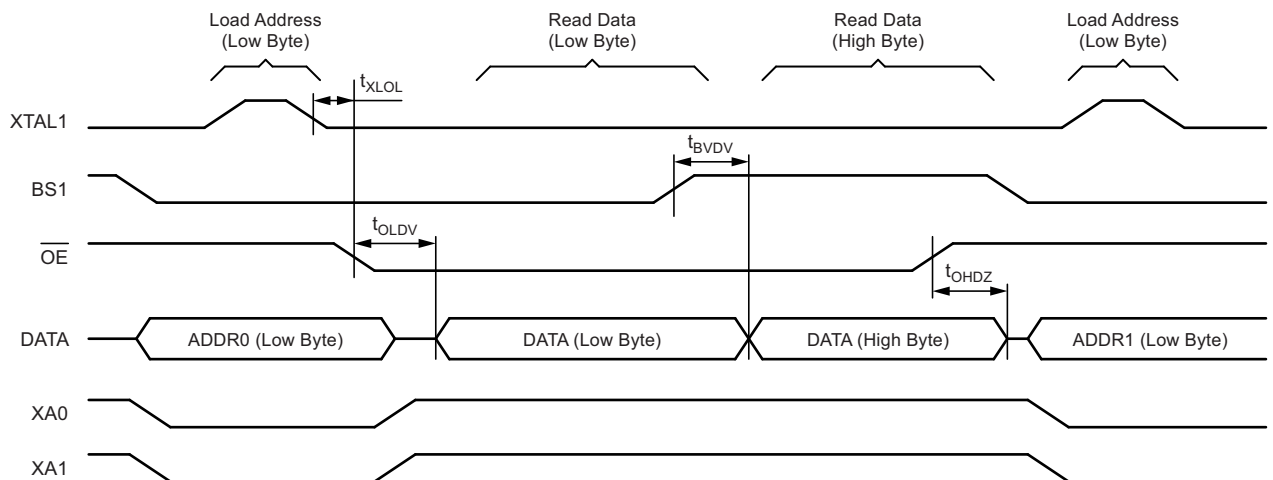 Load Address
(Low Byte)
Read Data
(Low Byte)
Read Data
(High Byte)
Load Address
(Low Byte)
tXLOL
XTAL1
tBVDV
BS1
tOLDV
OE
tOHDZ
DATA
ADDR0 (Low Byte)
DATA (Low Byte)
DATA (High Byte)
ADDR1 (Low Byte)
XA0
XA1